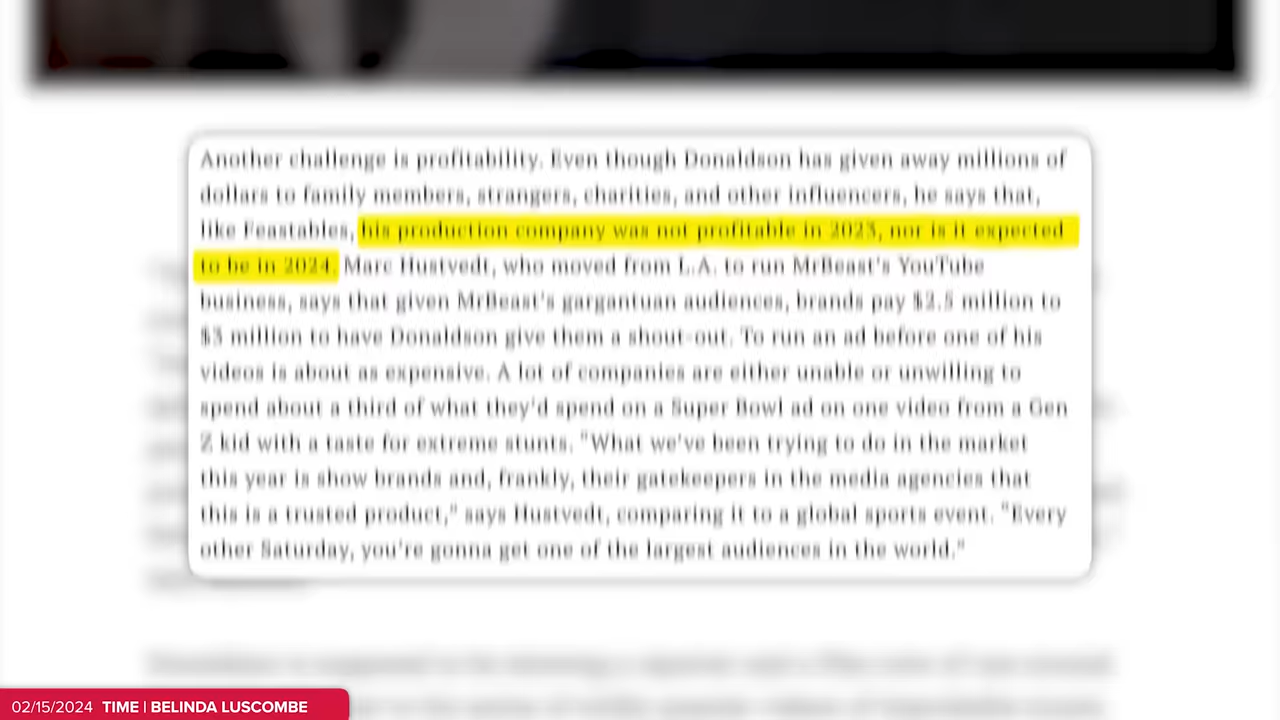 Another challenge is profitability. Even though Donaldson has given away millions of
dollars to family members, strangers, charities, and other influencers, he says that,
like Feastables, his production company was not profitable in 2023, nor is it expected
to be in 2024. Marc Hustvedt, who moved from L.A. to run MrBeast's YouTube
business, says that given MrBeast's gargantuan audiences, brands pay $2.5 million to
$3 million to have Donaldson give them a shout-out. To run an ad before one of his
videos is about as expensive. A lot of companies are either unable or unwilling to
spend about a third of what they'd spend on a Super Bowl ad on one video from a Gen
Z kid with a taste for extreme stunts. "What we've been trying to do in the market
this year is show brands and, frankly, their gatekeepers in the media agencies that
this is a trusted product," says Hustvedt, comparing it to a global sports event. "Every
other Saturday, you're gonna get one of the largest audiences in the world."
02/15/2024 TIME | BELINDA LUSCOMBE